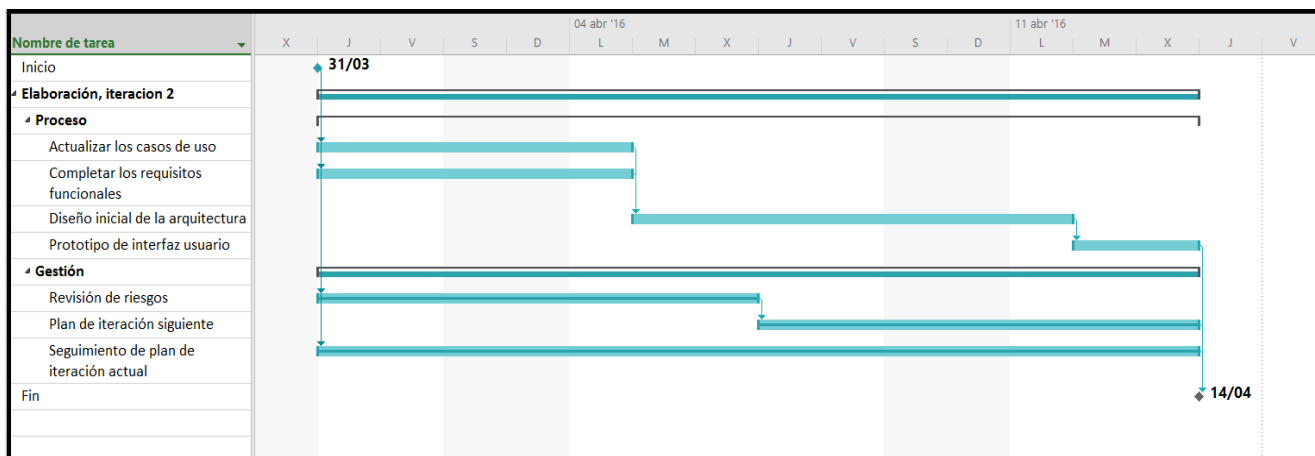 04 abr '16 11 abr '16
Nombre de tarea X J V S D L M X J V S D L M X J V
Inicio 31/03
Elaboración, iteracion 2
Proceso
Actualizar los casos de uso
Completar los requisitos
funcionales
Diseño inicial de la arquitectura
Prototipo de interfaz usuario
Gestión
Revisión de riesgos
Plan de iteración siguiente
Seguimiento de plan de
iteración actual
Fin 14/04